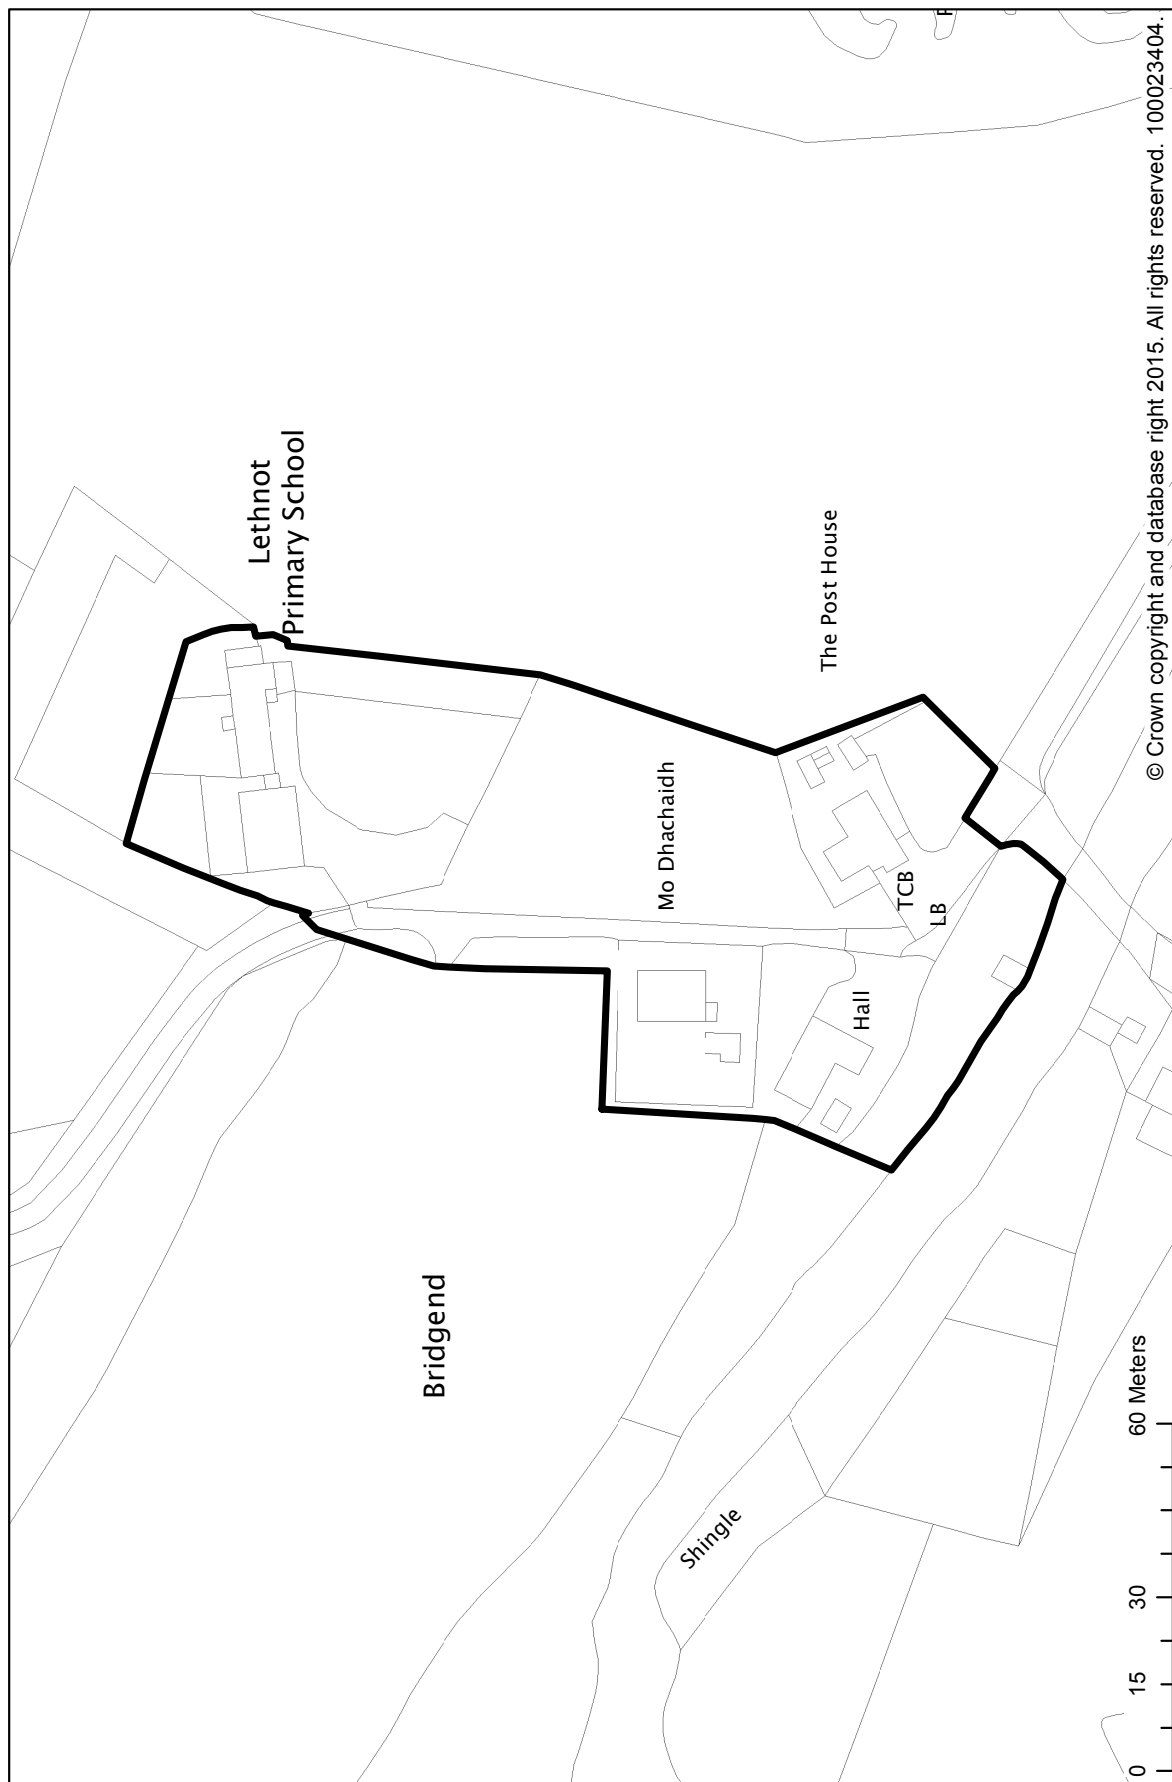 Lethnot
Primary School
Bridgend
Mo Dhachaidh
The Post House
Hall
TCB
LB
Shingle
0 15 30 60 Meters
© Crown copyright and database right 2015. All rights reserved. 100023404.